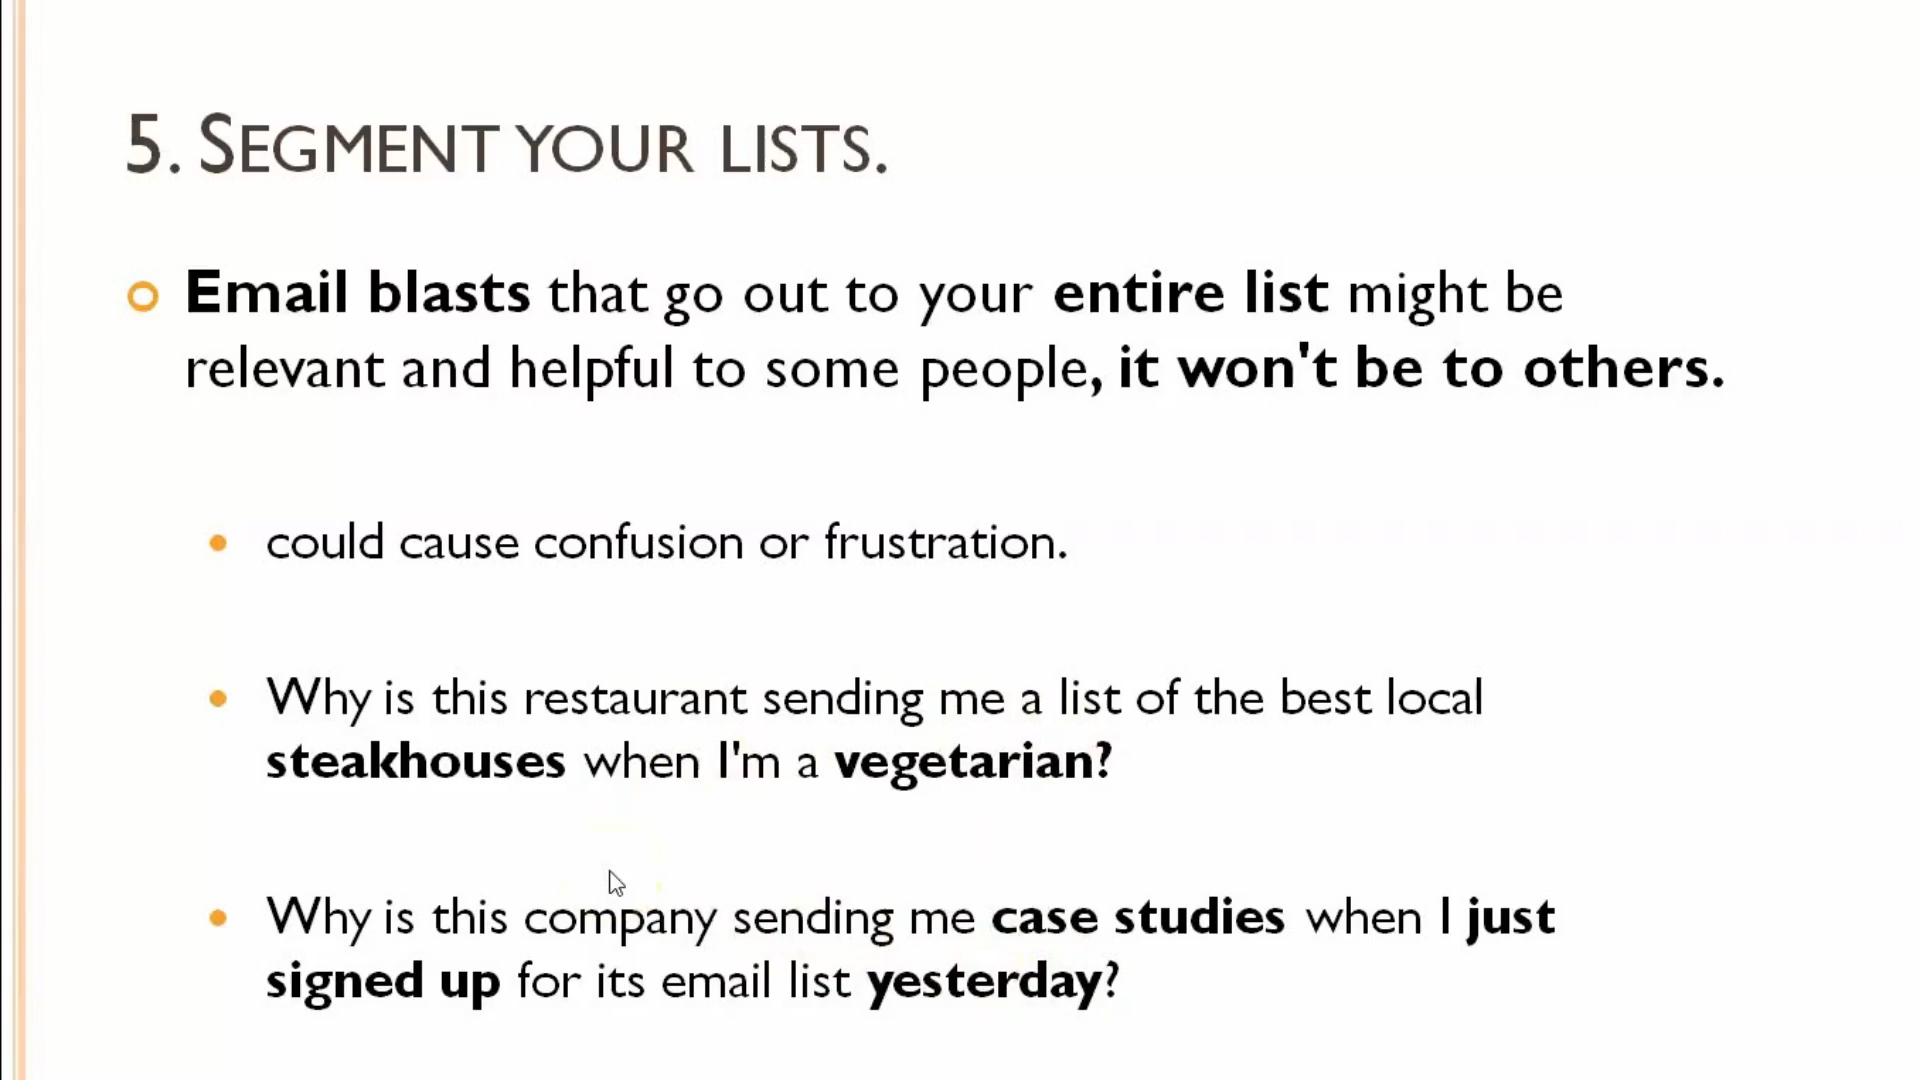 5. SEGMENT YOUR LISTS.
Email blasts that go out to your entire list might be
relevant and helpful to some people, it won't be to others.
could cause confusion or frustration.
Why is this restaurant sending me a list of the best local
steakhouses when I'm a vegetarian?
Why is this company sending me case studies when I just
signed up for its email list yesterday?